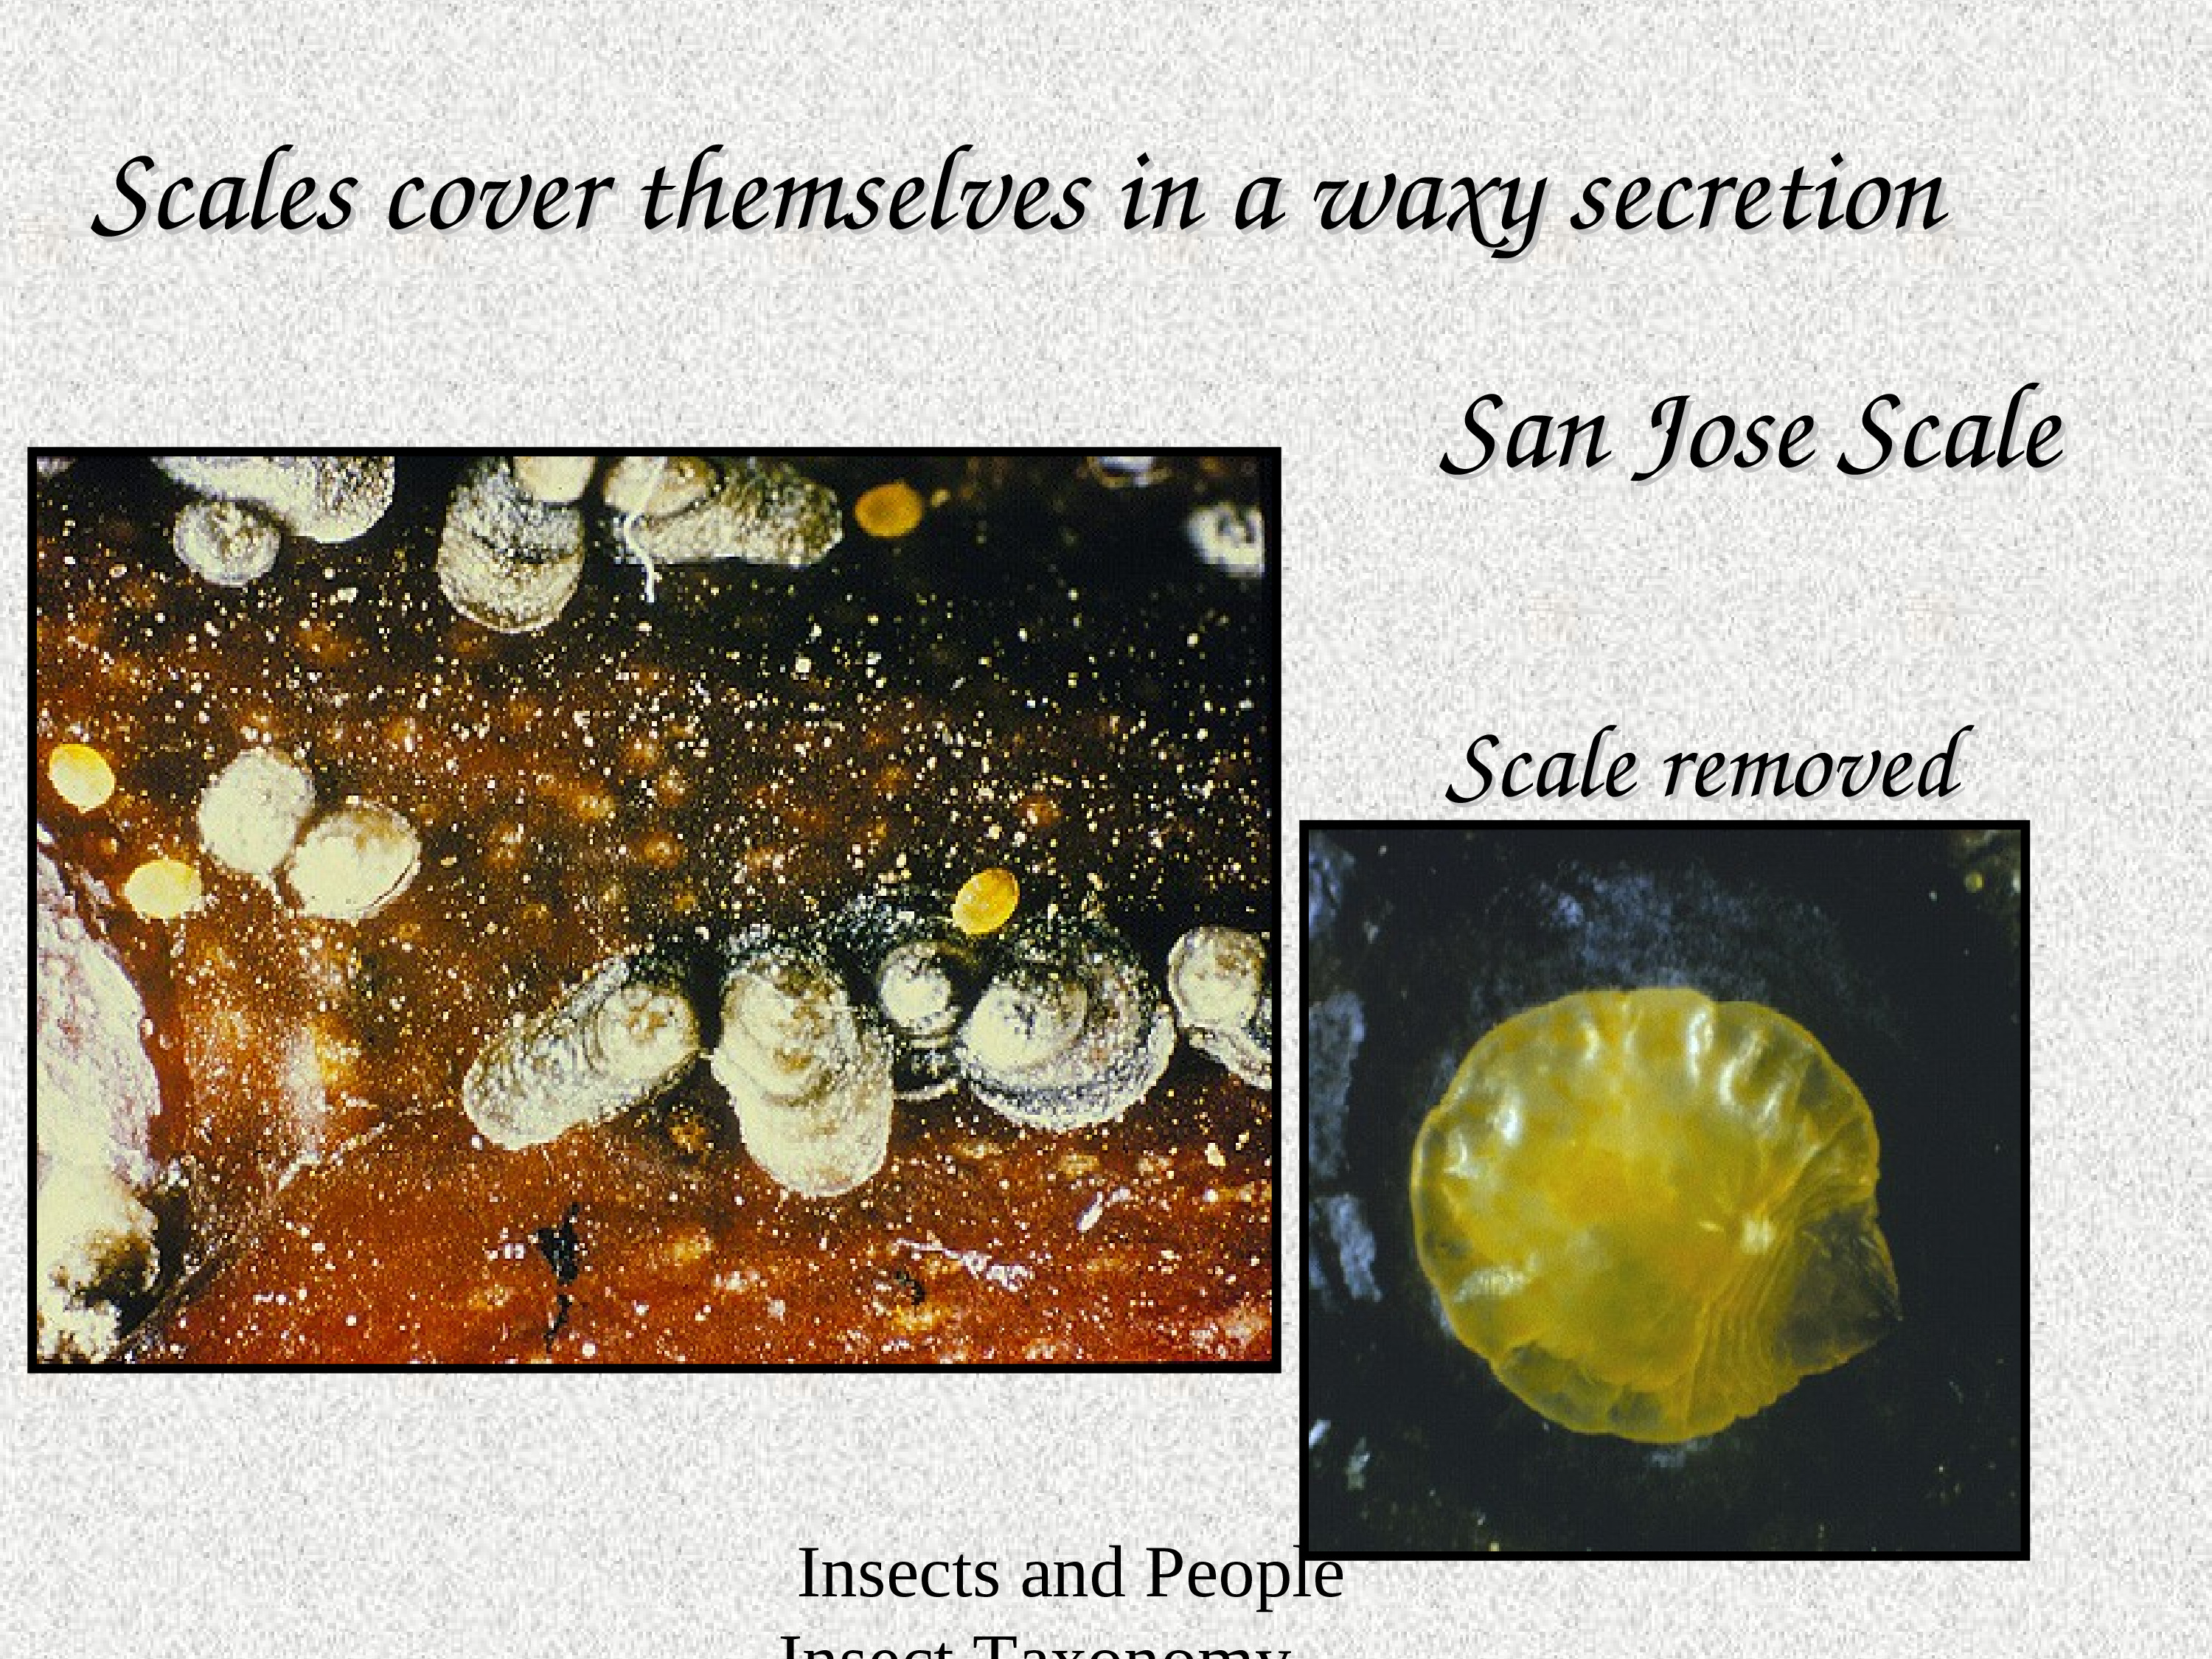 Scales cover themselves in a waxy secretion
San Jose Scale
Scale removed
Insects and People
Insect Taxonomy